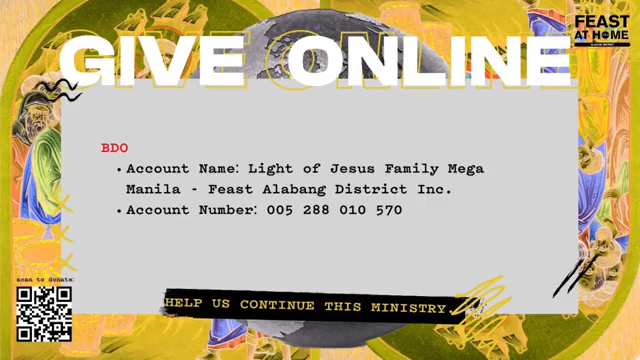 FEAST
AT HOME
GIVE ONLINE
BDO
• Account Name: Light of Jesus Family Mega
Manila - Feast Alabang District Inc.
• Account Number: 005 288 010 570
scan to donate:
HELP US CONTINUE THIS MINISTRY